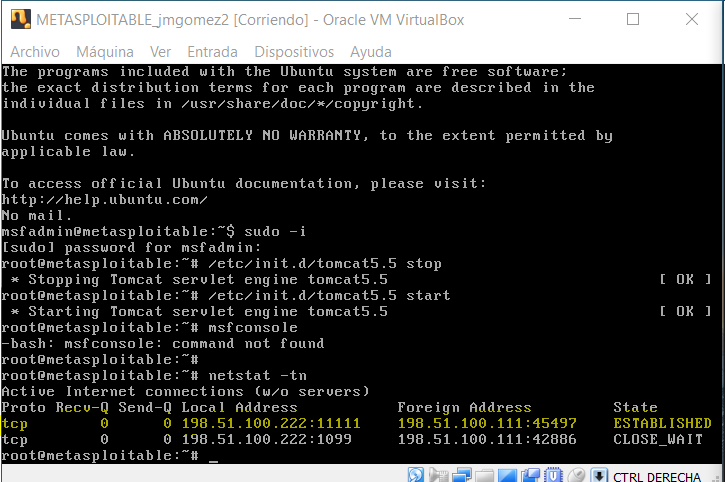 METASPLOITABLE_jmgomez2 [Corriendo] - Oracle VM VirtualBox
Archivo Máquina Ver Entrada Dispositivos Ayuda
The programs included with the Ubuntu system are free software;
the exact distribution terms for each program are described in the
individual files in /usr/share/doc/*/copyright.
Ubuntu comes with ABSOLUTELY NO WARRANTY, to the extent permitted by
applicable law.
To access official Ubuntu documentation, please visit:
http://help.ubuntu.com/
No mail.
msfadmin@metasploitable:~$ sudo -i
[sudo] password for msfadmin:
root@metasploitable:~# /etc/init.d/tomcat5.5 stop
* Stopping Tomcat servlet engine tomcat5.5 [ OK ]
root@metasploitable:~# /etc/init.d/tomcat5.5 start
* Starting Tomcat servlet engine tomcat5.5 [ OK ]
root@metasploitable:~# msfconsole
-bash: msfconsole: command not found
root@metasploitable:~#
root@metasploitable:~# netstat -tn
Active Internet connections (w/o servers)
Proto Recv-Q Send-Q Local Address Foreign Address State
tcp 0 0 198.51.100.222:11111 198.51.100.111:45497 ESTABLISHED
tcp 0 0 198.51.100.222:1099 198.51.100.111:42886 CLOSE_WAIT
root@metasploitable:~# _
CTRL DERECHA